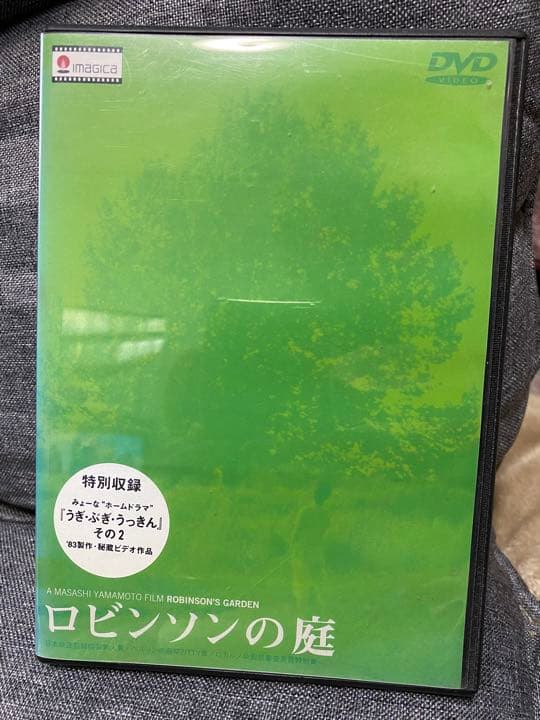 imagica
DVD
VIDEO
特別収録
みょーな“ホームドラマ”
『うぎ・ぶぎ・うっきん』
その2
'83製作・秘蔵ビデオ作品
A MASASHI YAMAMOTO FILM ROBINSON'S GARDEN
ロビンソンの庭